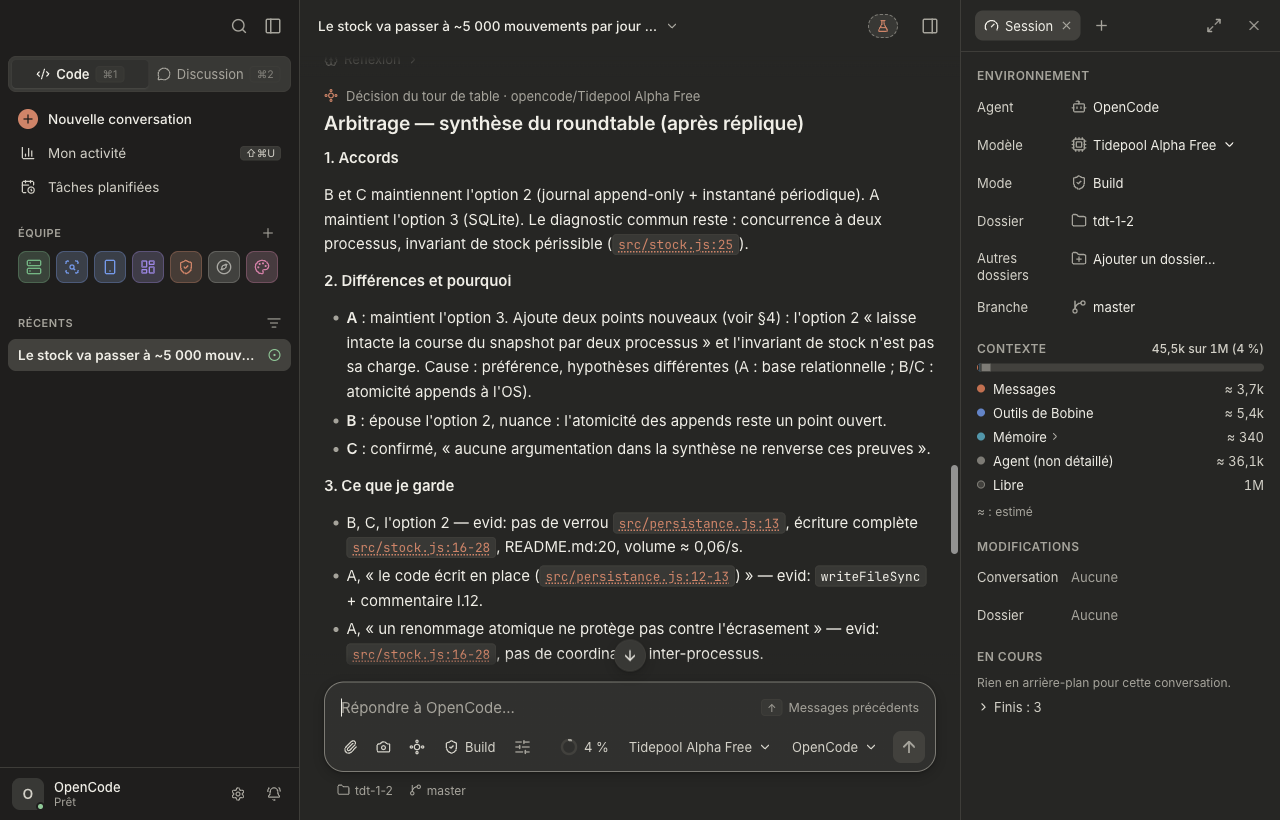 Code ⌘1
Discussion ⌘2
Nouvelle conversation
Mon activité ⇧⌘U
Tâches planifiées
ÉQUIPE
RÉCENTS
Le stock va passer à ~5 000 mouv…
OpenCode
Prêt
Le stock va passer à ~5 000 mouvements par jour …
Réflexion
Décision du tour de table · opencode/Tidepool Alpha Free
Arbitrage — synthèse du roundtable (après réplique)
1. Accords
B et C maintiennent l'option 2 (journal append-only + instantané périodique). A
maintient l'option 3 (SQLite). Le diagnostic commun reste : concurrence à deux
processus, invariant de stock périssible ( src/stock.js:25 ).
2. Différences et pourquoi
• A : maintient l'option 3. Ajoute deux points nouveaux (voir §4) : l'option 2 « laisse
intacte la course du snapshot par deux processus » et l'invariant de stock n'est pas
sa charge. Cause : préférence, hypothèses différentes (A : base relationnelle ; B/C :
atomicité appends à l'OS).
• B : épouse l'option 2, nuance : l'atomicité des appends reste un point ouvert.
• C : confirmé, « aucune argumentation dans la synthèse ne renverse ces preuves ».
3. Ce que je garde
• B, C, l'option 2 — evid: pas de verrou src/persistance.js:13 , écriture complète
src/stock.js:16-28 , README.md:20, volume ≈ 0,06/s.
• A, « le code écrit en place ( src/persistance.js:12-13 ) » — evid: writeFileSync
+ commentaire l.12.
• A, « un renommage atomique ne protège pas contre l'écrasement » — evid:
src/stock.js:16-28 , pas de coordina inter-processus.
Répondre à OpenCode…
Messages précédents
Build
4 %
Tidepool Alpha Free
OpenCode
tdt-1-2
master
Session
ENVIRONNEMENT
Agent OpenCode
Modèle Tidepool Alpha Free
Mode Build
Dossier tdt-1-2
Autres dossiers Ajouter un dossier…
Branche master
CONTEXTE 45,5k sur 1M (4 %)
Messages ≈ 3,7k
Outils de Bobine ≈ 5,4k
Mémoire ≈ 340
Agent (non détaillé) ≈ 36,1k
Libre 1M
≈ : estimé
MODIFICATIONS
Conversation Aucune
Dossier Aucune
EN COURS
Rien en arrière-plan pour cette conversation.
Finis : 3